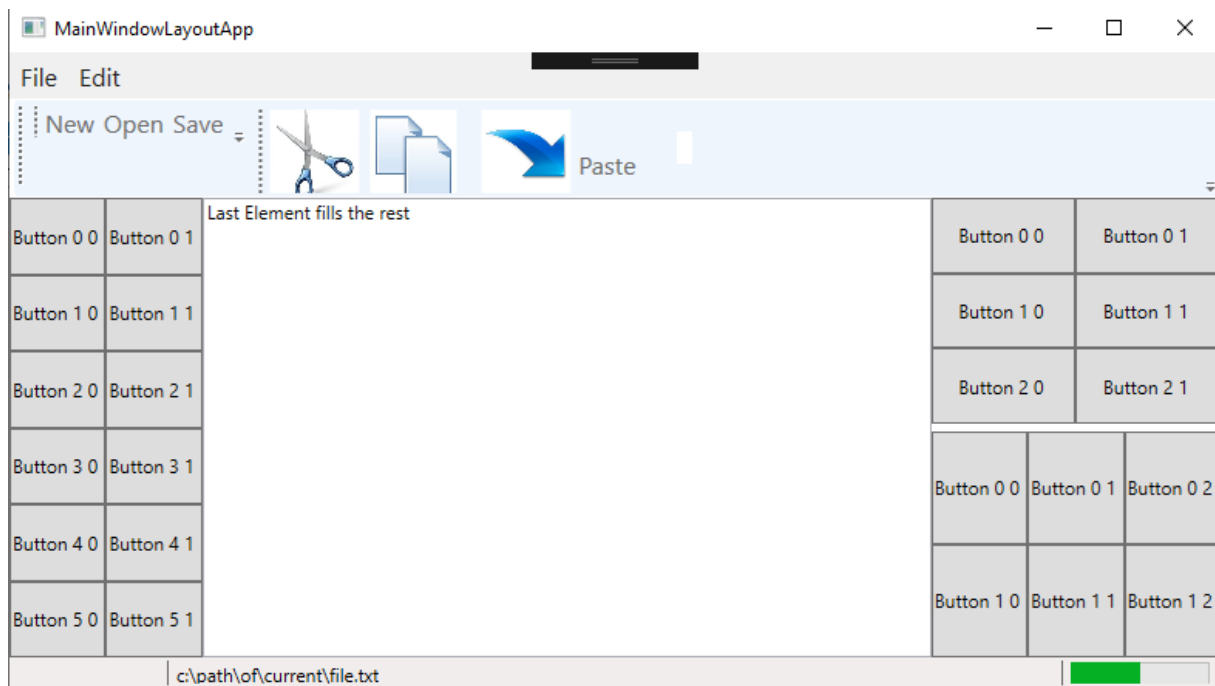 MainWindowLayoutApp
File Edit
New Open Save
Paste
Button 0 0 Button 0 1
Button 1 0 Button 1 1
Button 2 0 Button 2 1
Button 3 0 Button 3 1
Button 4 0 Button 4 1
Button 5 0 Button 5 1
Last Element fills the rest
Button 0 0 Button 0 1
Button 1 0 Button 1 1
Button 2 0 Button 2 1
Button 0 0 Button 0 1 Button 0 2
Button 1 0 Button 1 1 Button 1 2
c:\path\of\current\file.txt